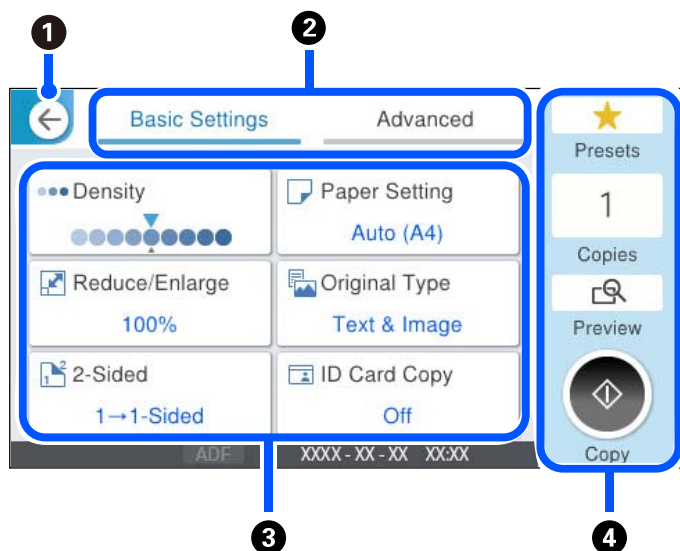 1
2
Basic Settings
Advanced
Presets
Density
Paper Setting
Auto (A4)
1
Copies
Reduce/Enlarge
100%
Original Type
Text & Image
Preview
1 2
2-Sided
1→1-Sided
ID Card Copy
Off
Copy
ADF
XXXX - XX - XX XX:XX
3
4